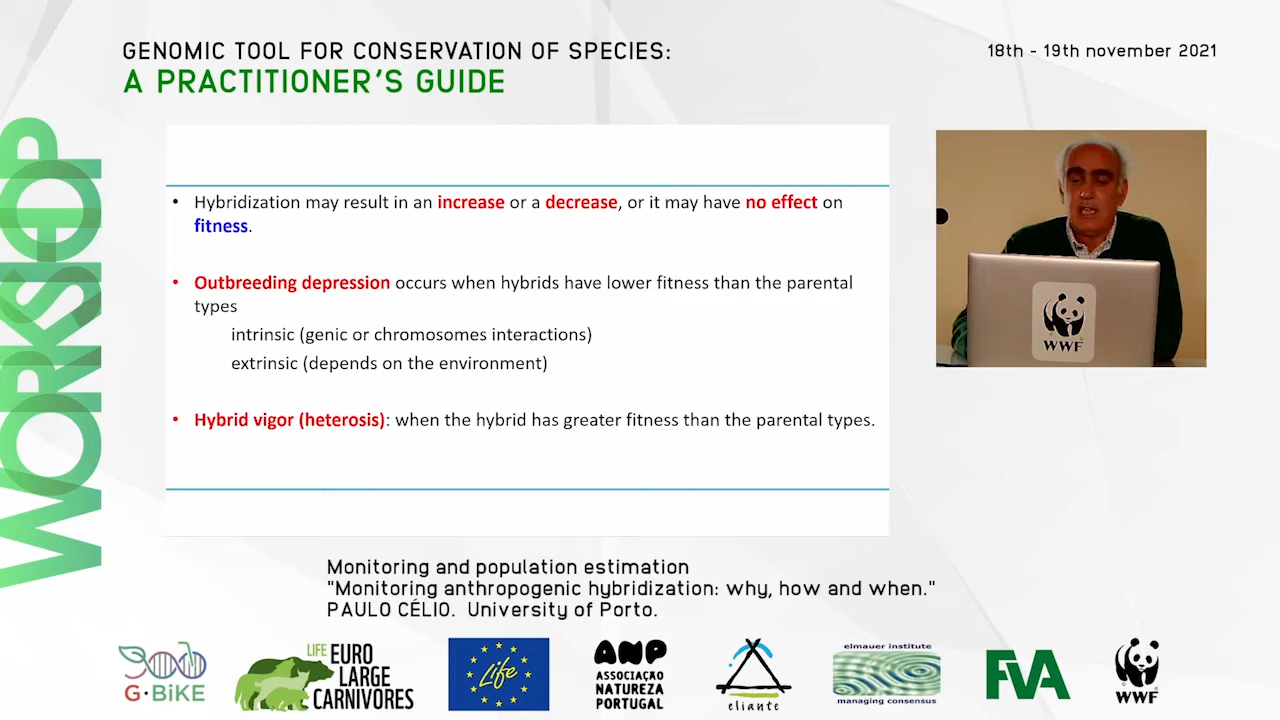 GENOMIC TOOL FOR CONSERVATION OF SPECIES:
A PRACTITIONER'S GUIDE
18th - 19th november 2021
WORKSHOP
• Hybridization may result in an increase or a decrease, or it may have no effect on
fitness.
• Outbreeding depression occurs when hybrids have lower fitness than the parental
types
intrinsic (genic or chromosomes interactions)
extrinsic (depends on the environment)
• Hybrid vigor (heterosis): when the hybrid has greater fitness than the parental types.
WWF
Monitoring and population estimation
"Monitoring anthropogenic hybridization: why, how and when."
PAULO CÉLIO. University of Porto.
G·BiKE
LIFE EURO
LARGE
CARNIVORES
Life
ANP
ASSOCIAÇÃO
NATUREZA
PORTUGAL
eliante
elmauer institute
managing consensus
FVA
WWF